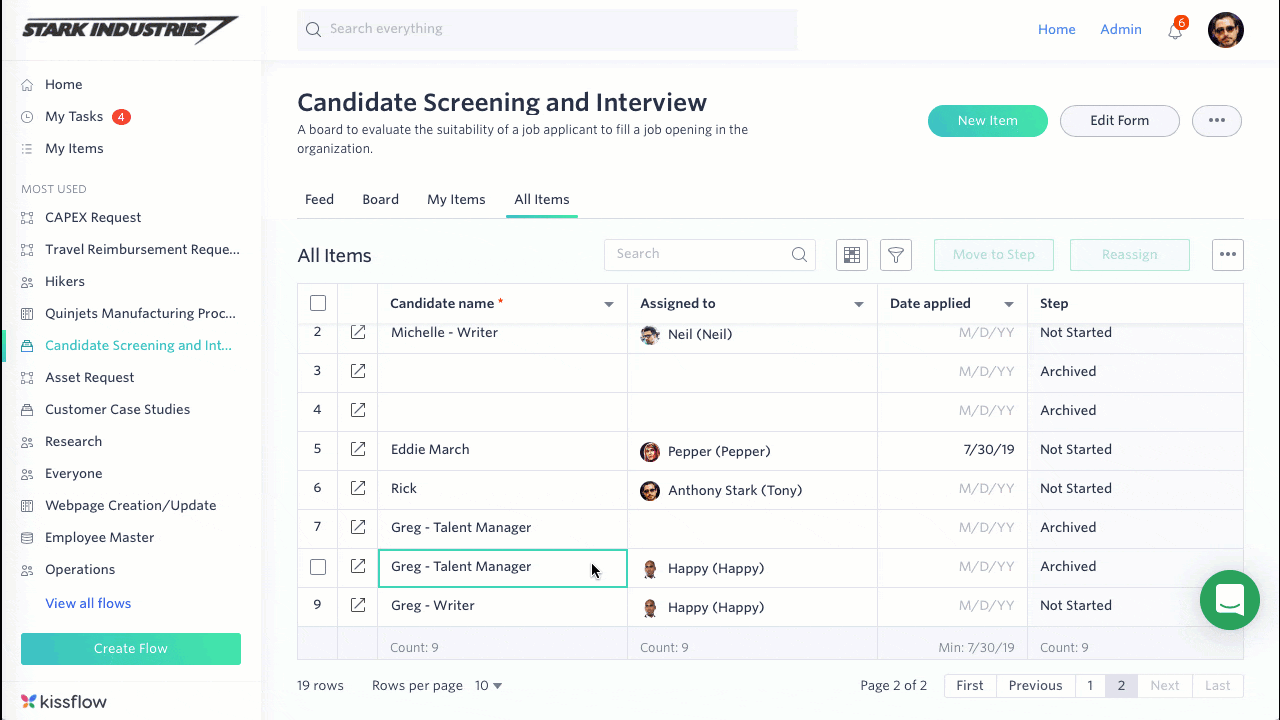 STARK INDUSTRIES
Search everything
Home
Admin
6
Home
My Tasks 4
My Items
MOST USED
CAPEX Request
Travel Reimbursement Reque...
Hikers
Quinjets Manufacturing Proc...
Candidate Screening and Int...
Asset Request
Customer Case Studies
Research
Everyone
Webpage Creation/Update
Employee Master
Operations
View all flows
Create Flow
kissflow
Candidate Screening and Interview
A board to evaluate the suitability of a job applicant to fill a job opening in the
organization.
New Item
Edit Form
Feed Board My Items All Items
All Items
Search
Move to Step
Reassign
Candidate name * Assigned to Date applied Step
2 Michelle - Writer Neil (Neil) M/D/YY Not Started
3 M/D/YY Archived
4 M/D/YY Archived
5 Eddie March Pepper (Pepper) 7/30/19 Not Started
6 Rick Anthony Stark (Tony) M/D/YY Not Started
7 Greg - Talent Manager M/D/YY Archived
Greg - Talent Manager Happy (Happy) M/D/YY Archived
9 Greg - Writer Happy (Happy) M/D/YY Not Started
Count: 9 Count: 9 Min: 7/30/19 Count: 9
19 rows Rows per page 10 Page 2 of 2 First Previous 1 2 Next Last